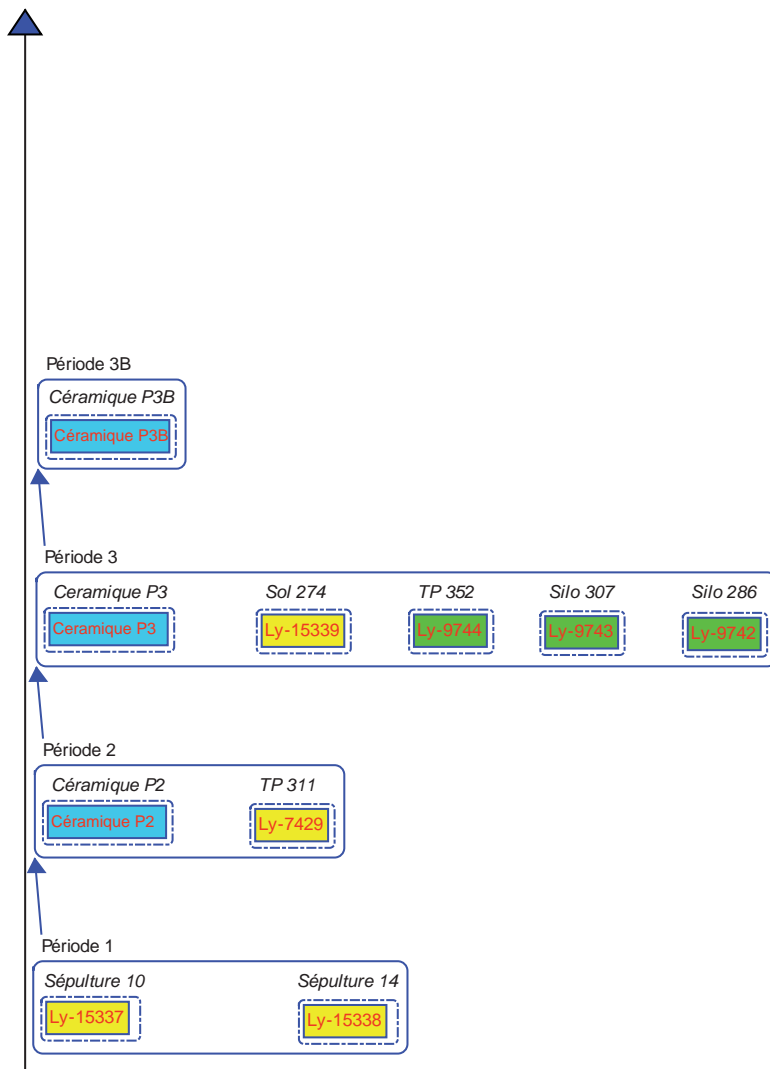 Période 3B
Céramique P3B
Céramique P3B
Période 3
Ceramique P3 Sol 274 TP 352 Silo 307 Silo 286
Ceramique P3 Ly-15339 Ly-9744 Ly-9743 Ly-9742
Période 2
Céramique P2 TP 311
Céramique P2 Ly-7429
Période 1
Sépulture 10 Sépulture 14
Ly-15337 Ly-15338